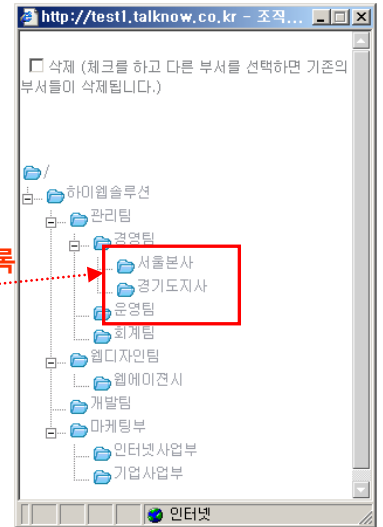 http://test1.talknow.co.kr - 조직...
삭제 (체크를 하고 다른 부서를 선택하면 기존의
부서들이 삭제됩니다.)
/
하이웹솔루션
관리팀
경영팀
서울본사
록
경기도지사
운영팀
회계팀
웹디자인팀
웹에이젼시
개발팀
마케팅부
인터넷사업부
기업사업부
인터넷